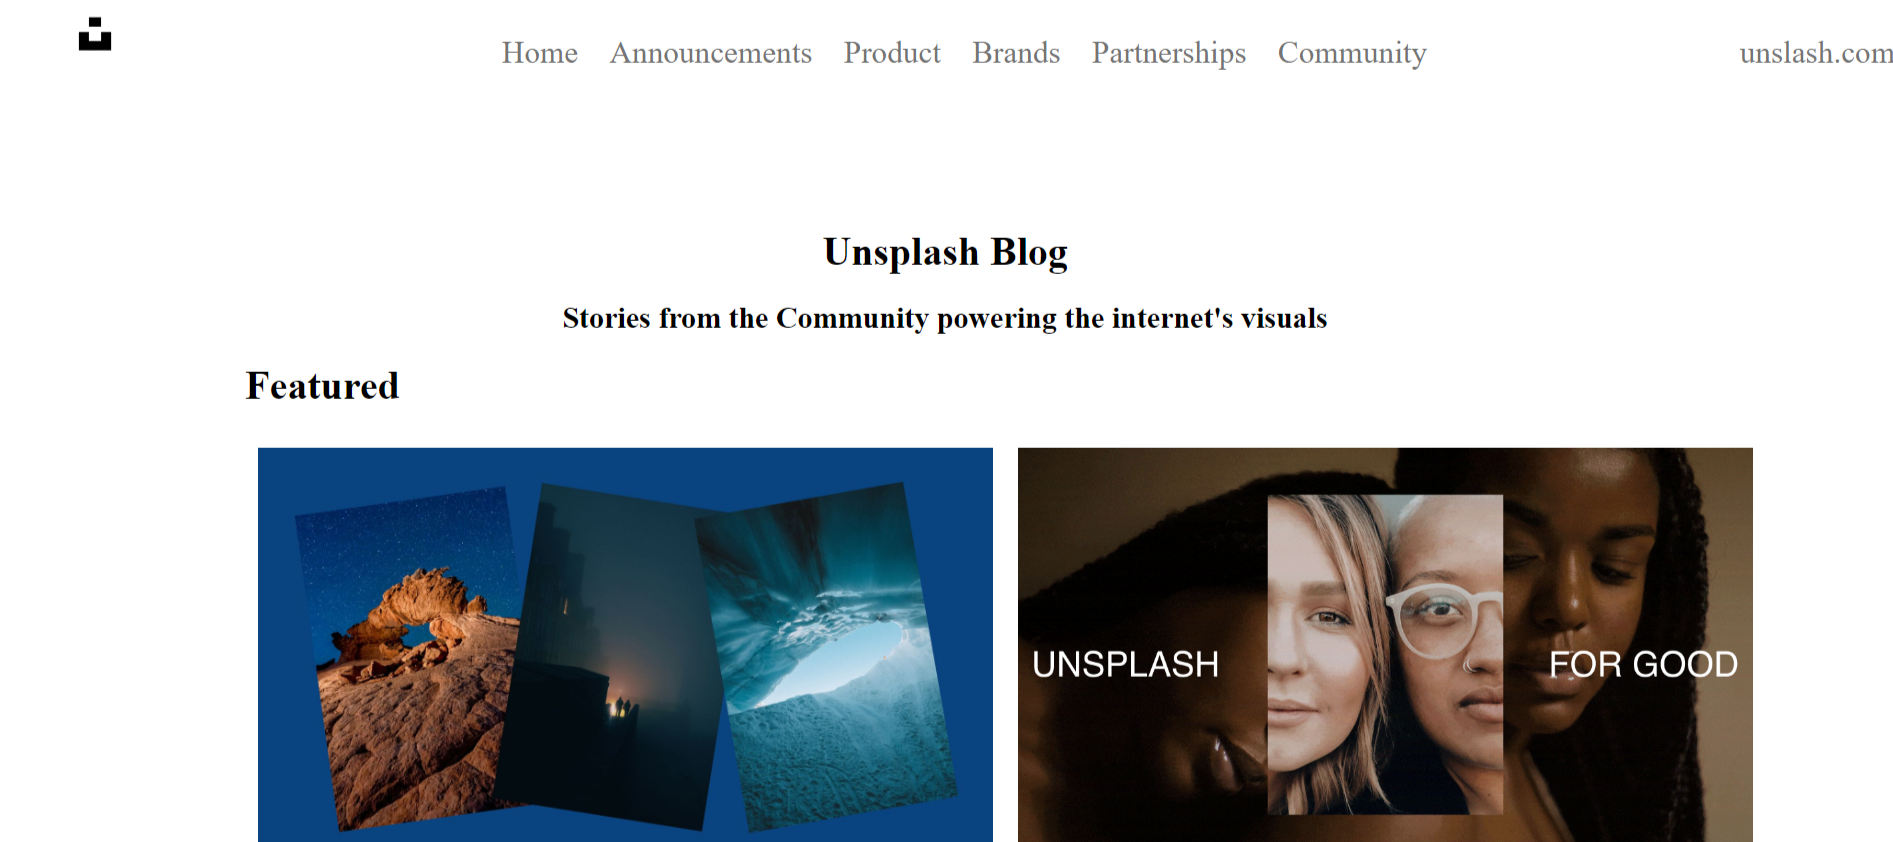 Home Announcements Product Brands Partnerships Community unslash.com
Unsplash Blog
Stories from the Community powering the internet's visuals
Featured
UNSPLASH FOR GOOD